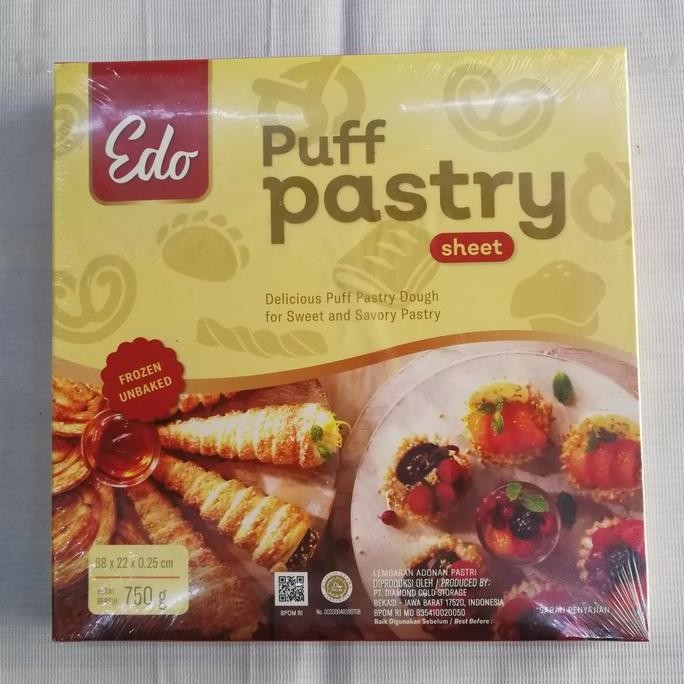 Edo
Puff
pastry
sheet
Delicious Puff Pastry Dough
for Sweet and Savory Pastry
FROZEN
UNBAKED
88 x 22 x 0.25 cm
BERAT
BERSIH
750 g
BPOM RI
LEMBARAN ADONAN PASTRI
DIPRODUKSI OLEH / PRODUCED BY:
PT. DIAMOND COLD STORAGE
BEKASI - JAWA BARAT 17520, INDONESIA
BPOM RI MD 835410020050
Baik Digunakan Sebelum / Best Before :
*SARAN PENYAJIAN